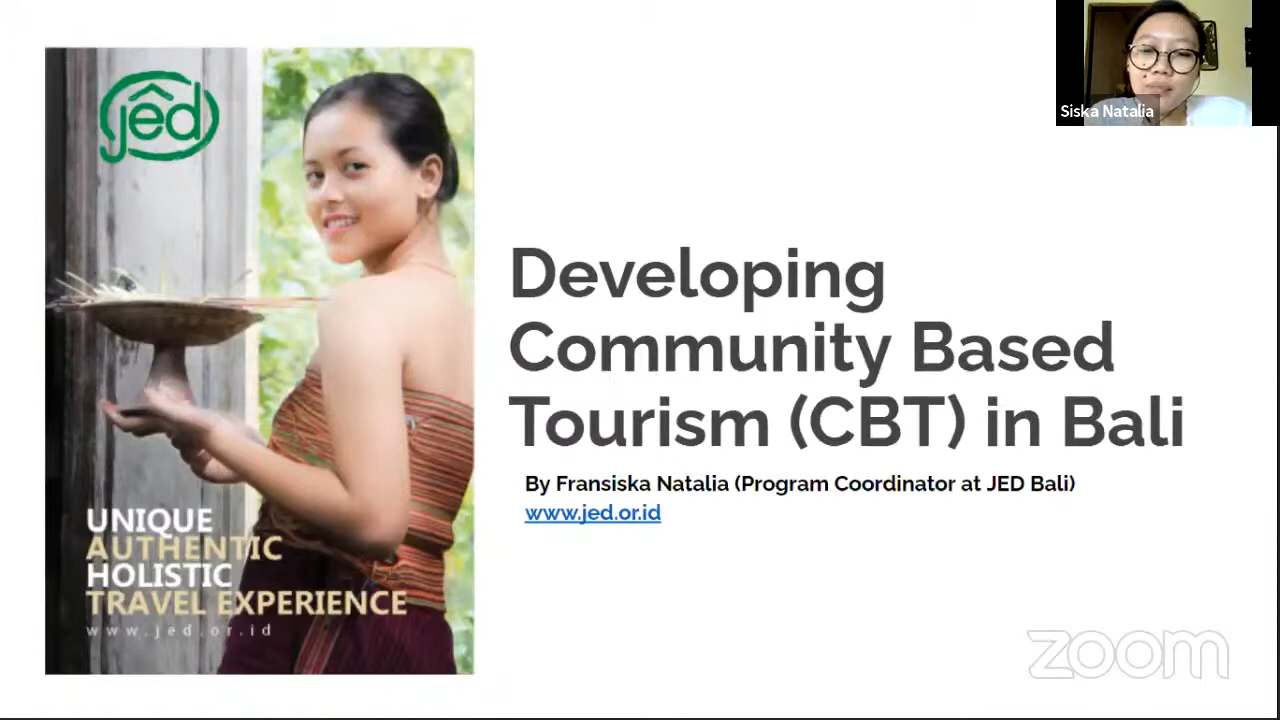 jêd
UNIQUE
AUTHENTIC
HOLISTIC
TRAVEL EXPERIENCE
www.jed.or.id
Siska Natalia
Developing
Community Based
Tourism (CBT) in Bali
By Fransiska Natalia (Program Coordinator at JED Bali)
www.jed.or.id
zoom